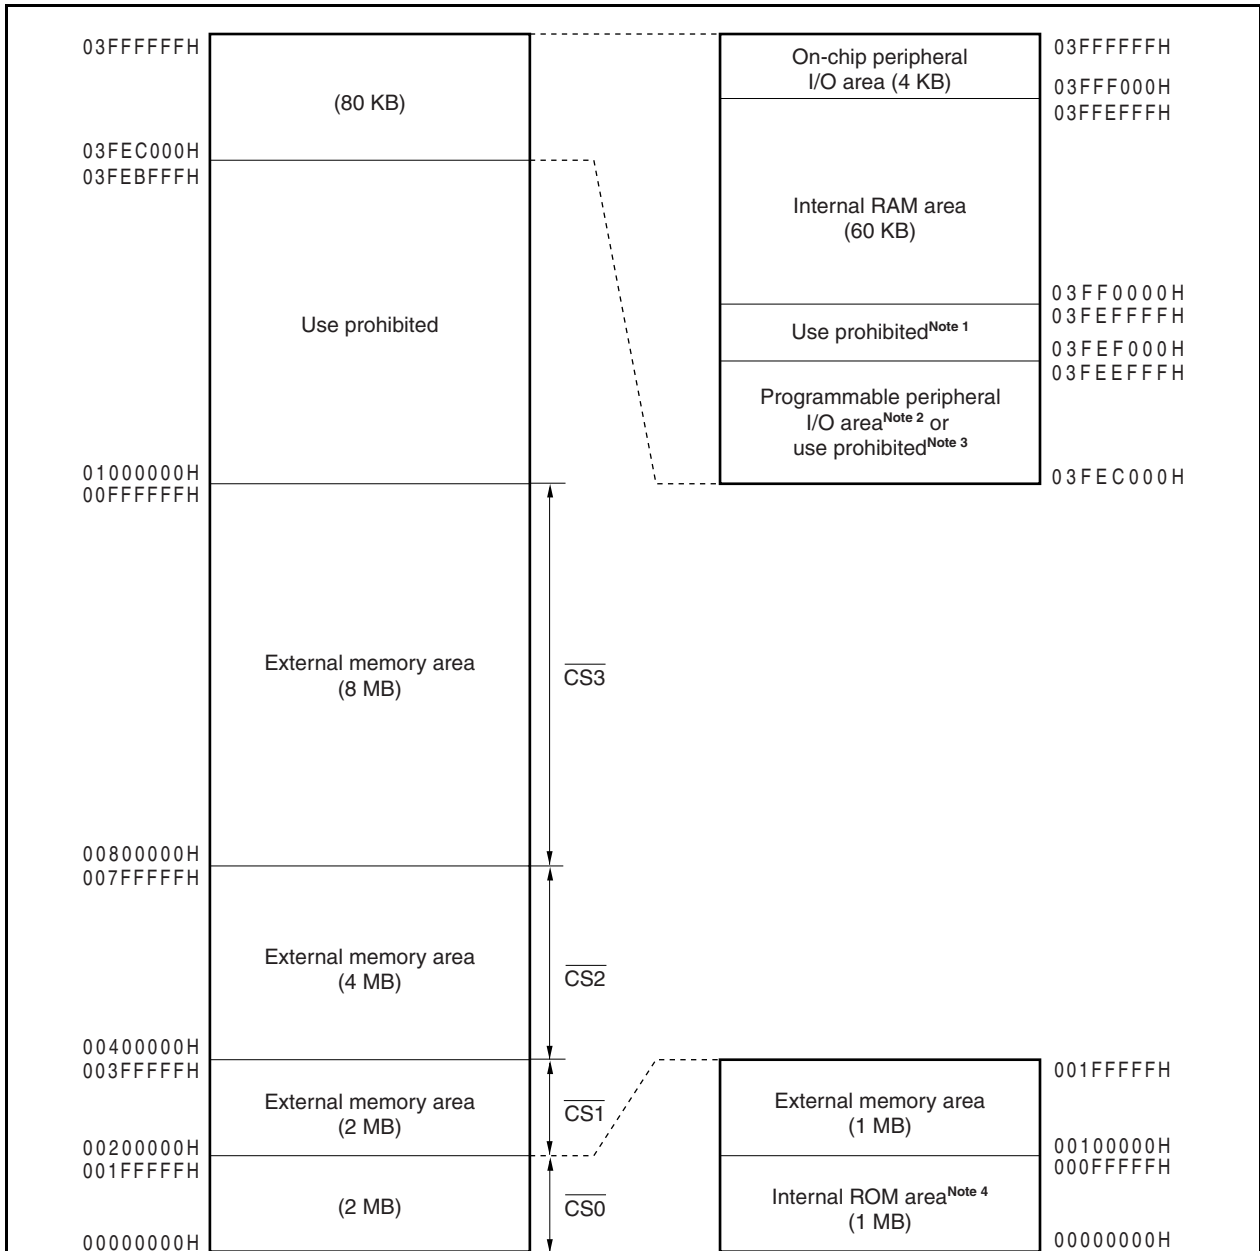 03FFFFFFH
(80 KB)
03FEC000H
03FEBFFFH
Use prohibited
01000000H
00FFFFFFH
External memory area
(8 MB)
CS3
00800000H
007FFFFFH
External memory area
(4 MB)
CS2
00400000H
003FFFFFH
External memory area
(2 MB)
CS1
00200000H
001FFFFFH
(2 MB)
CS0
00000000H
On-chip peripheral
I/O area (4 KB)
03FFFFFFH
03FFF000H
03FFEFFFH
Internal RAM area
(60 KB)
03FF0000H
03FEFFFFH
Use prohibitedNote 1
03FEF000H
03FEEFFFH
Programmable peripheral
I/O areaNote 2 or
use prohibitedNote 3
03FEC000H
001FFFFFH
External memory area
(1 MB)
00100000H
000FFFFFH
Internal ROM areaNote 4
(1 MB)
00000000H